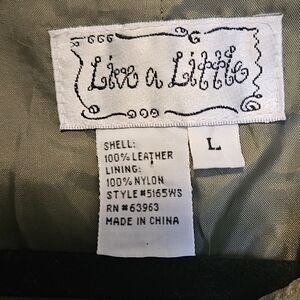 Live a Little
L
SHELL:
100% LEATHER
LINING:
100% NYLON
STYLE#5165WS
RN#63963
MADE IN CHINA